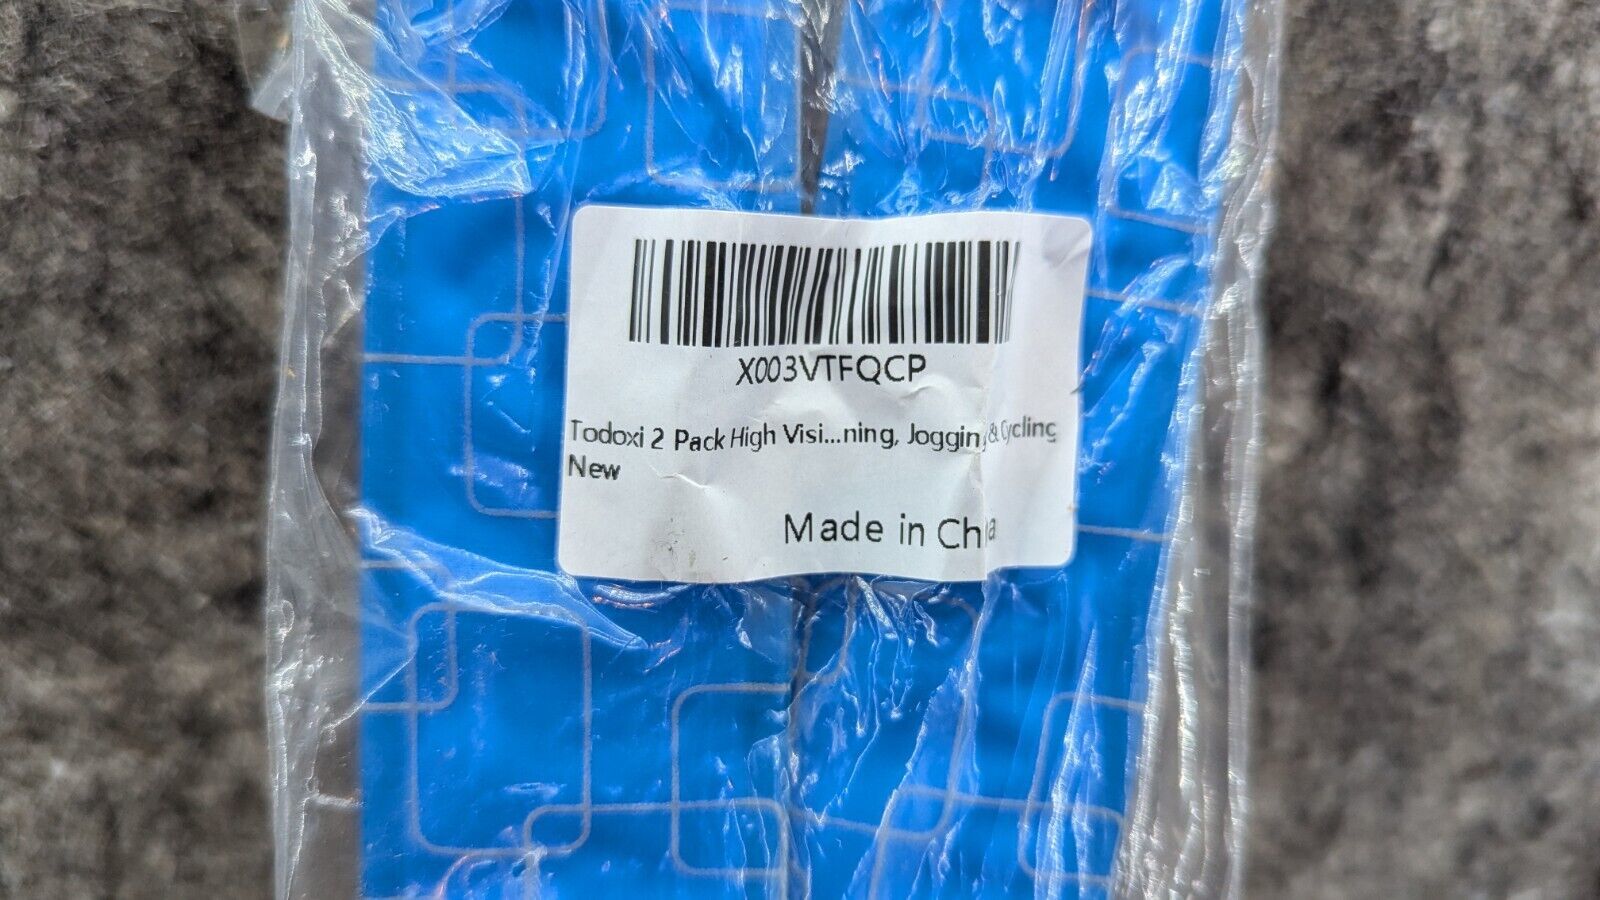 X003VTFQCP
Todoxi 2 Pack High Visi...ning, Jogging & Cycling
New
Made in China